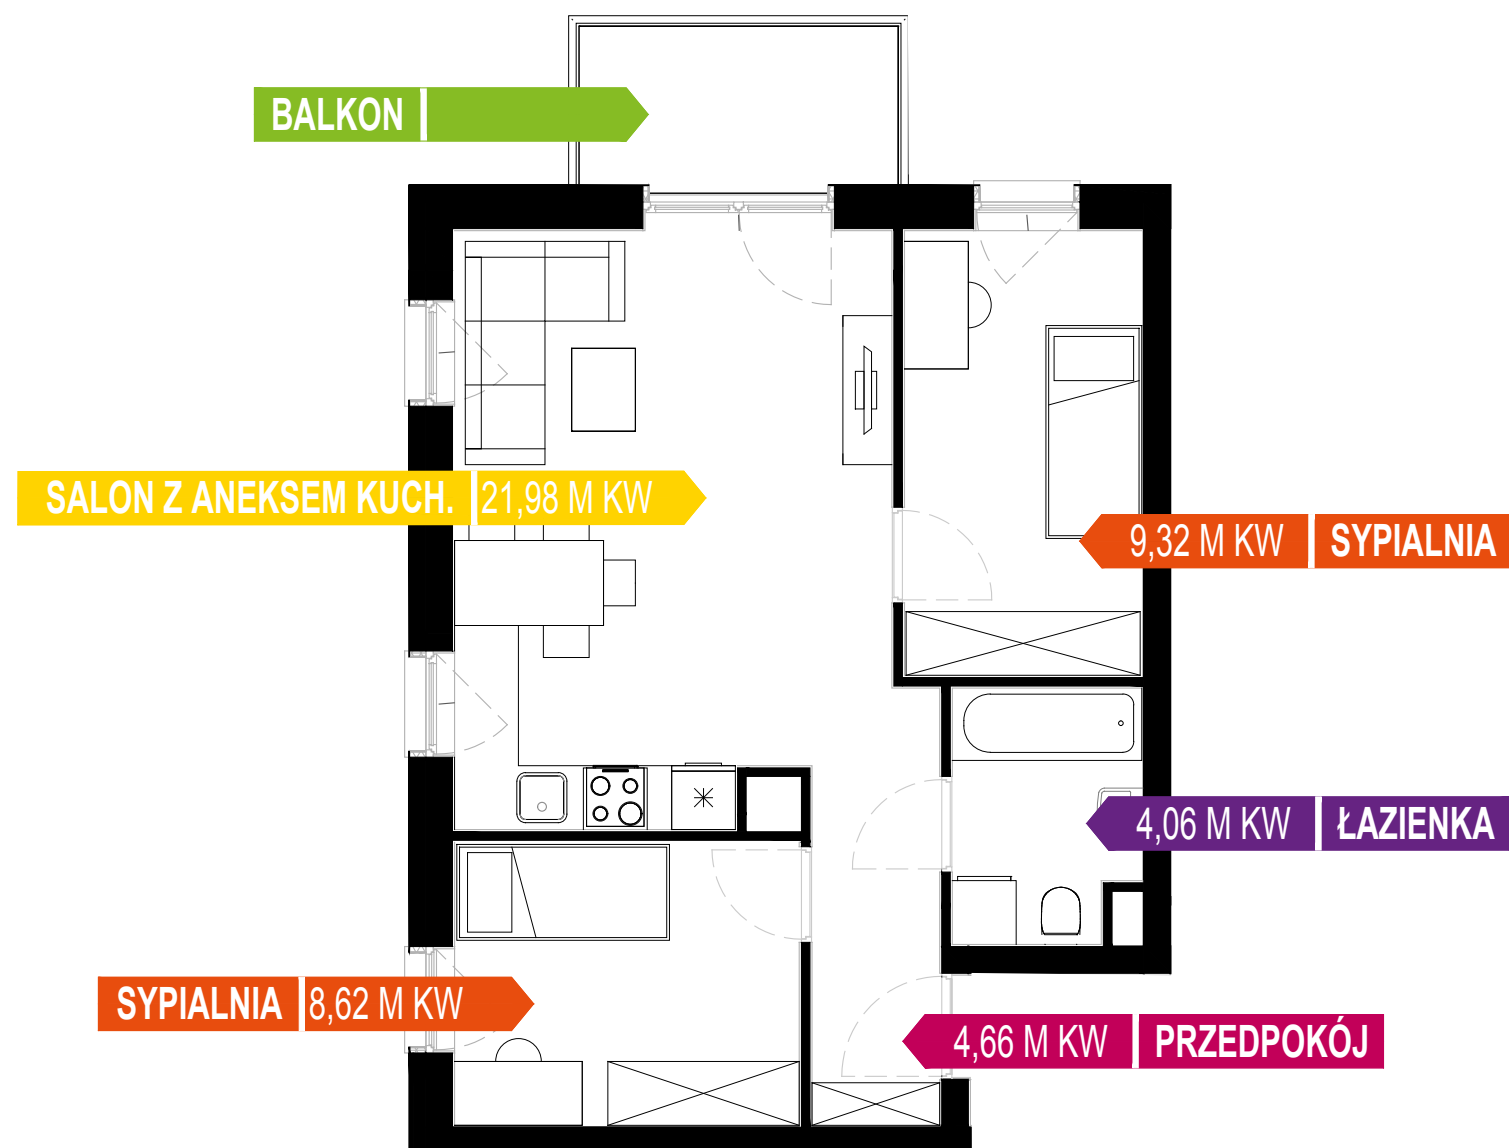 BALKON
SALON Z ANEKSEM KUCH. 21,98 M KW
9,32 M KW SYPIALNIA
4,06 M KW ŁAZIENKA
SYPIALNIA 8,62 M KW
4,66 M KW PRZEDPOKÓJ